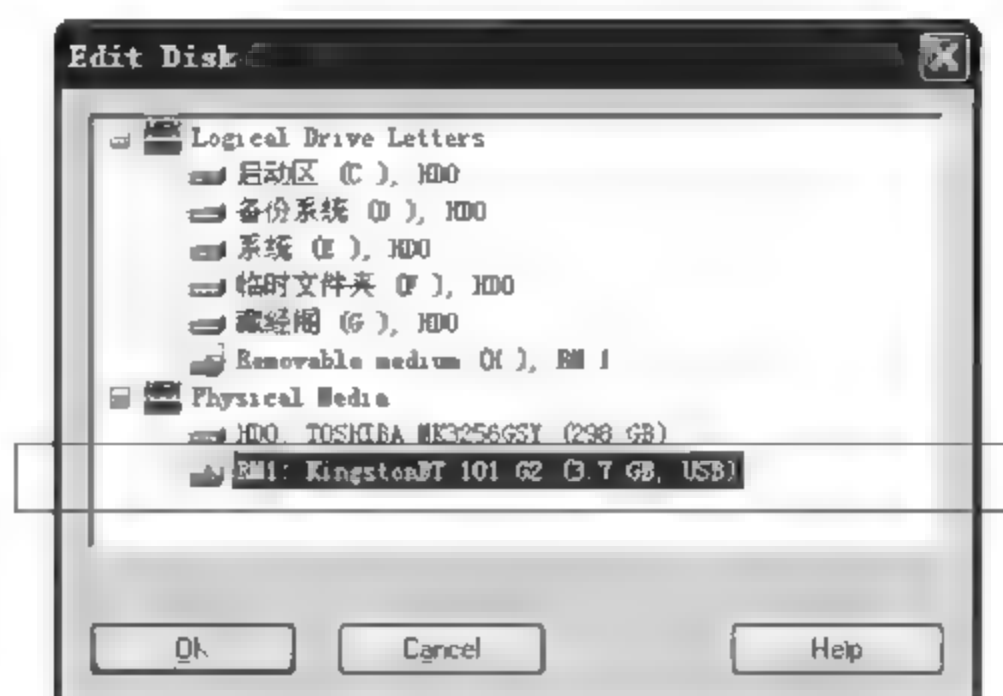 Edit Disk
Logical Drive Letters
启动区 (C:), HD0
备份系统 (D:), HD0
系统 (E:), HD0
临时文件夹 (F:), HD0
藏经阁 (G:), HD0
Removable medium (H:), RM 1
Physical Media
HD0: TOSHIBA MK3256GSY (298 GB)
RM1: KingstonDT 101 G2 (3.7 GB, USB)
Ok
Cancel
Help